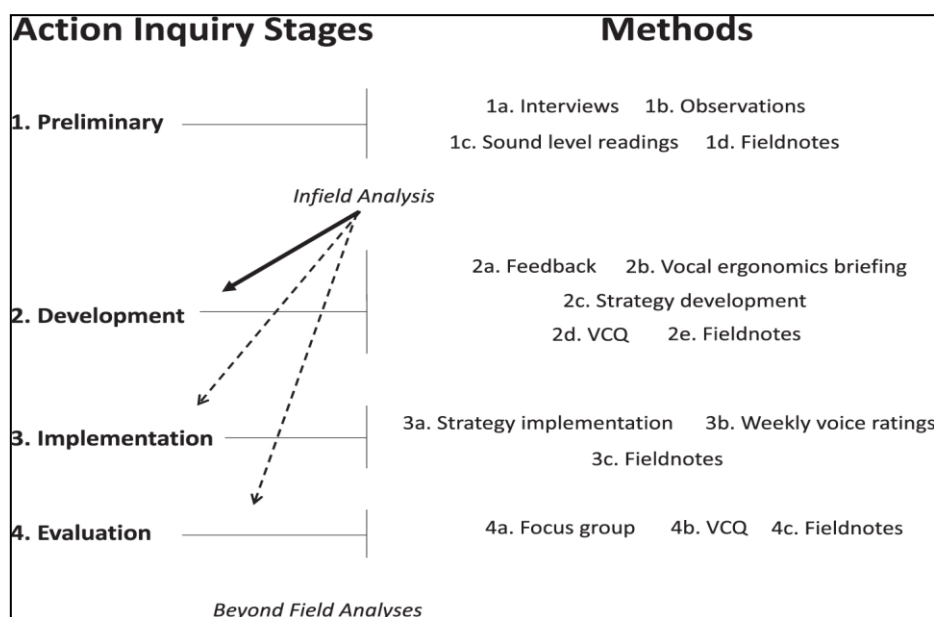 Action Inquiry Stages Methods
1a. Interviews 1b. Observations
1. Preliminary
1c. Sound level readings 1d. Fieldnotes
Infield Analysis
2a. Feedback 2b. Vocal ergonomics briefing
2c. Strategy development
2. Development
2d. VCQ 2e. Fieldnotes
3a. Strategy implementation 3b. Weekly voice ratings
3. Implementation
3c. Fieldnotes
4a. Focus group 4b. VCQ 4c. Fieldnotes
4. Evaluation
Beyond Field Analyses